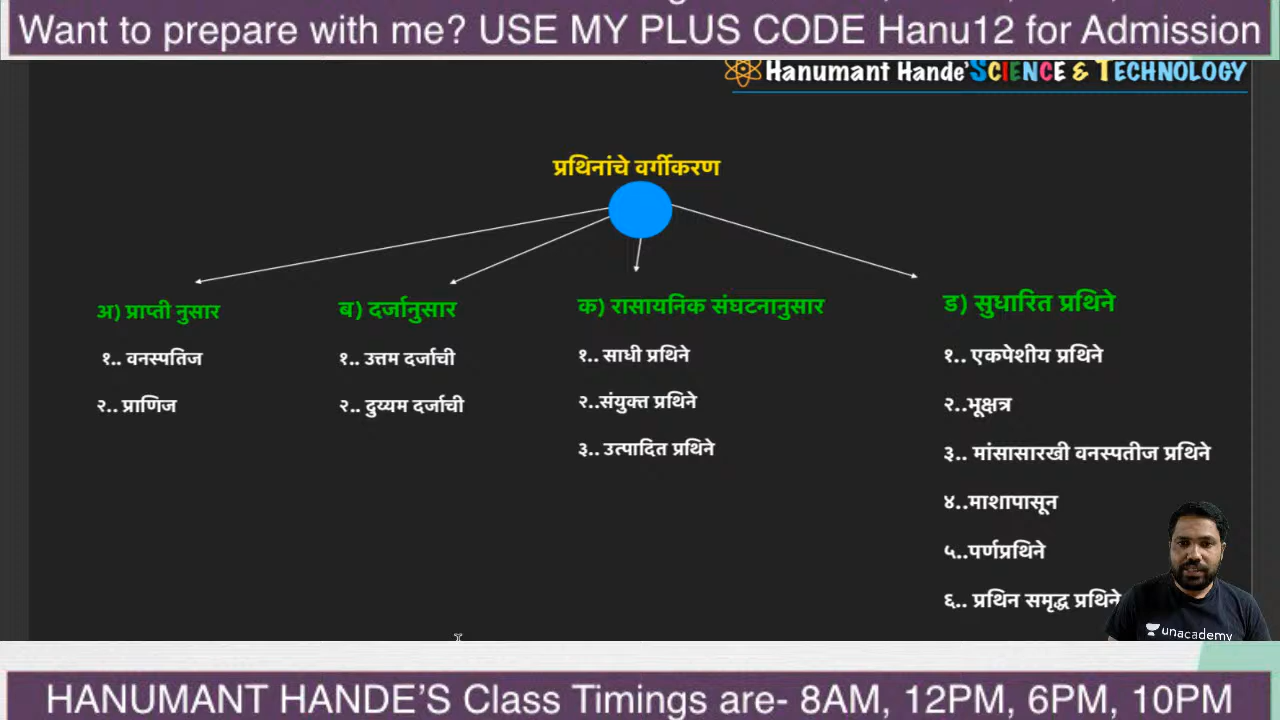 Want to prepare with me? USE MY PLUS CODE Hanu12 for Admission
Hanumant Hande'SCIENCE & TECHNOLOGY
प्रथिनांचे वर्गीकरण
अ) प्राप्ती नुसार
१.. वनस्पतिज
२.. प्राणिज
ब) दर्जानुसार
१.. उत्तम दर्जाची
२.. दुय्यम दर्जाची
क) रासायनिक संघटनानुसार
१.. साधी प्रथिने
२..संयुक्त प्रथिने
३.. उत्पादित प्रथिने
ड) सुधारित प्रथिने
१.. एकपेशीय प्रथिने
२..भूक्षत्र
३.. मांसासारखी वनस्पतीज प्रथिने
४..माशापासून
५..पर्णप्रथिने
६.. प्रथिन समृद्ध प्रथिने
unacademy
HANUMANT HANDE'S Class Timings are- 8AM, 12PM, 6PM, 10PM